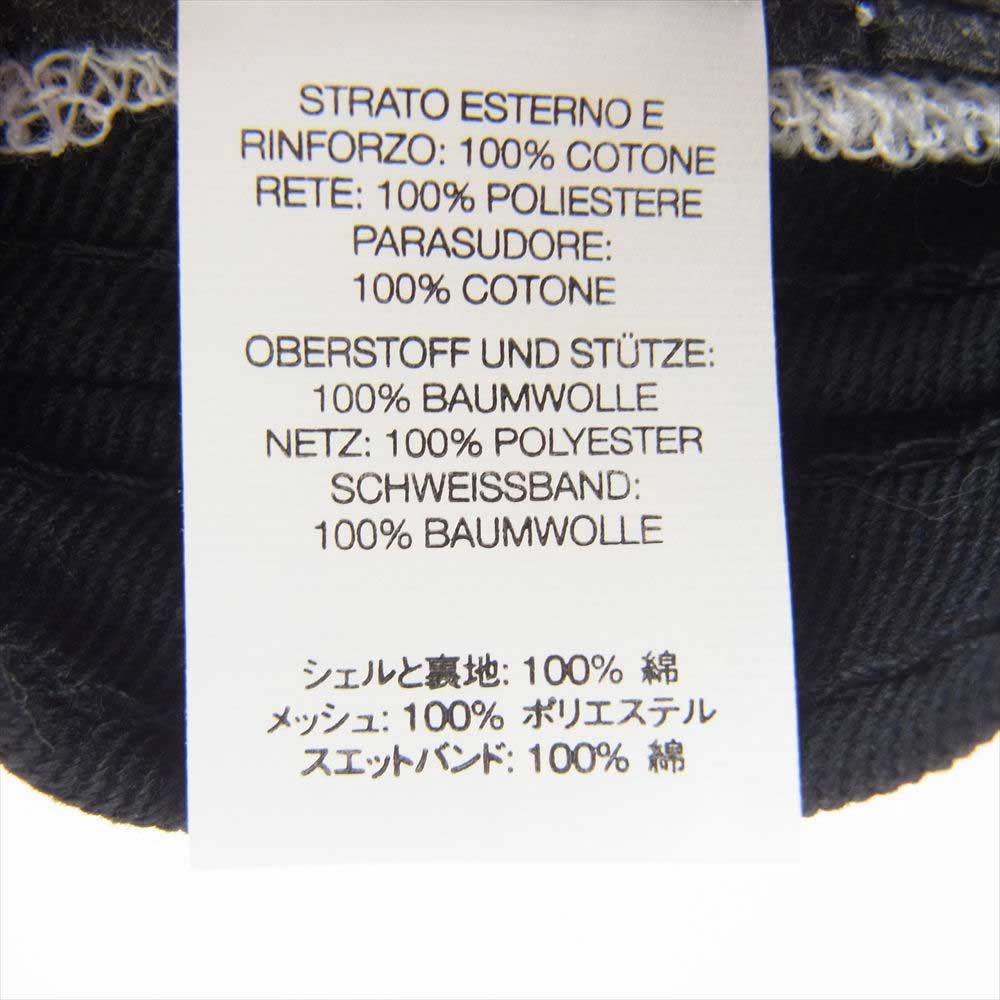 STRATO ESTERNO E
RINFORZO: 100% COTONE
RETE: 100% POLIESTERE
PARASUDORE:
100% COTONE
OBERSTOFF UND STÜTZE:
100% BAUMWOLLE
NETZ: 100% POLYESTER
SCHWEISSBAND:
100% BAUMWOLLE
シェルと裏地: 100% 綿
メッシュ: 100% ポリエステル
スエットバンド: 100% 綿